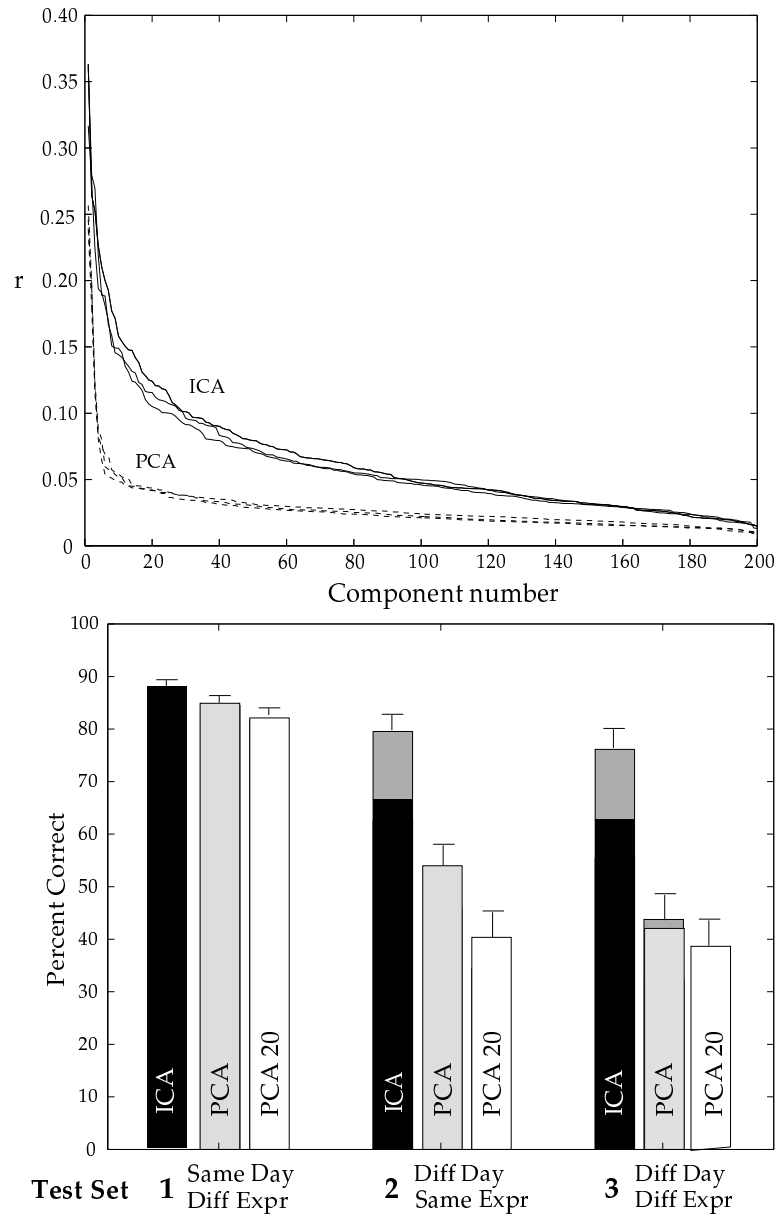 0.40
0.35
0.30
0.25
r
0.20
0.15
ICA
0.10
PCA
0.05
0
0 20 40 60 80 100 120 140 160 180 200
Component number
100
90
80
70
60
50
40
30
20
10
0
Percent Correct
ICA
PCA
PCA 20
ICA
PCA
PCA 20
ICA
PCA
PCA 20
Test Set
1 Same Day
Diff Expr
2 Diff Day
Same Expr
3 Diff Day
Diff Expr